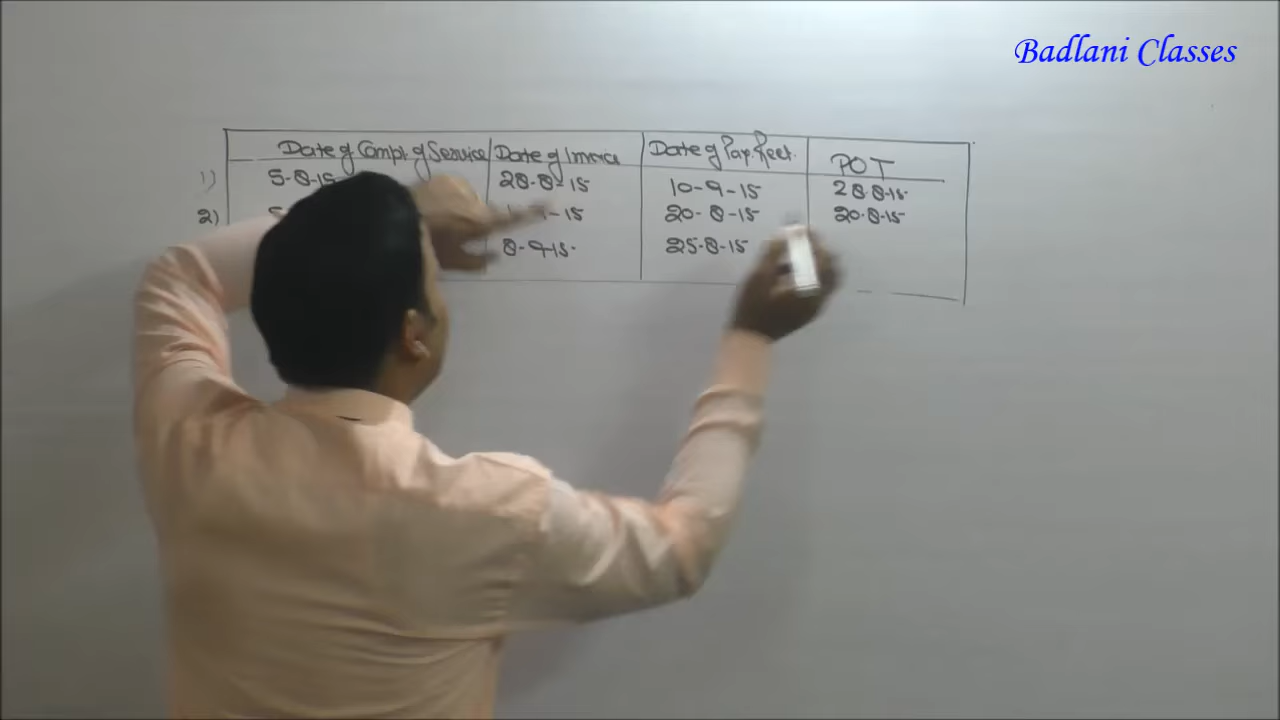 Badlani Classes
Date of Compl. of Service Date of Invoice Date of Pay. Rect. POT
1) 5-8-15 28-8-15 10-9-15 28 8-15.
2) -15 20-8-15 20.8-15
8-9-15. 25-8-15